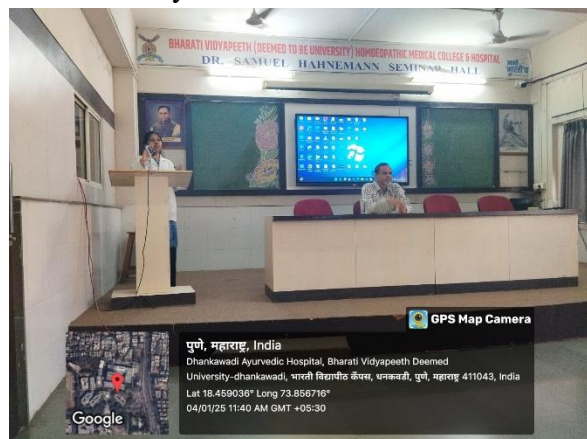 BHARATI VIDYAPEETH (DEEMED TO BE UNIVERSITY) HOMOEOPATHIC MEDICAL COLLEGE & HOSPITAL
DR. SAMUEL HAHNEMANN SEMINAR HALL
GPS Map Camera
पुणे, महाराष्ट्र, India
Dhankawadi Ayurvedic Hospital, Bharati Vidyapeeth Deemed
University-dhankawadi, भारती विद्यापीठ कॅंपस, धनकवडी, पुणे, महाराष्ट्र 411043, India
Lat 18.459036° Long 73.856716°
04/01/25 11:40 AM GMT +05:30
Google